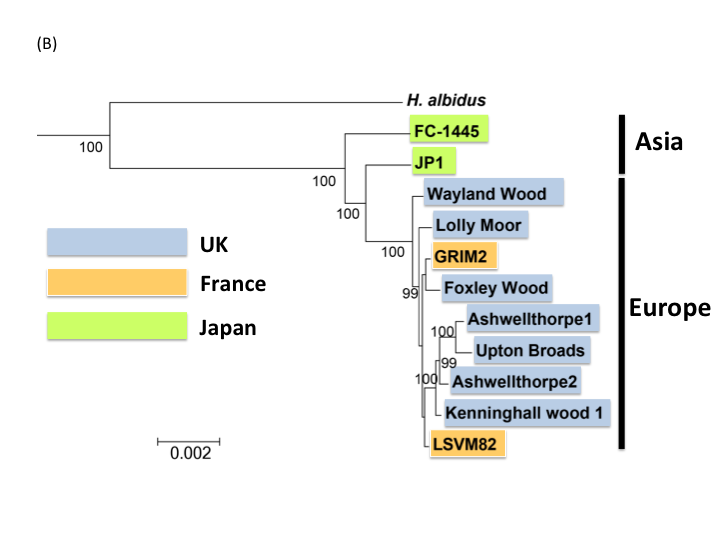 (B)
H. albidus
FC-1445
JP1
Asia
Wayland Wood
Lolly Moor
GRIM2
Foxley Wood
Ashwellthorpe1
Upton Broads
Ashwellthorpe2
Kenninghall wood 1
LSVM82
Europe
100
100
100
100
99
100
99
100
UK
France
Japan
0.002